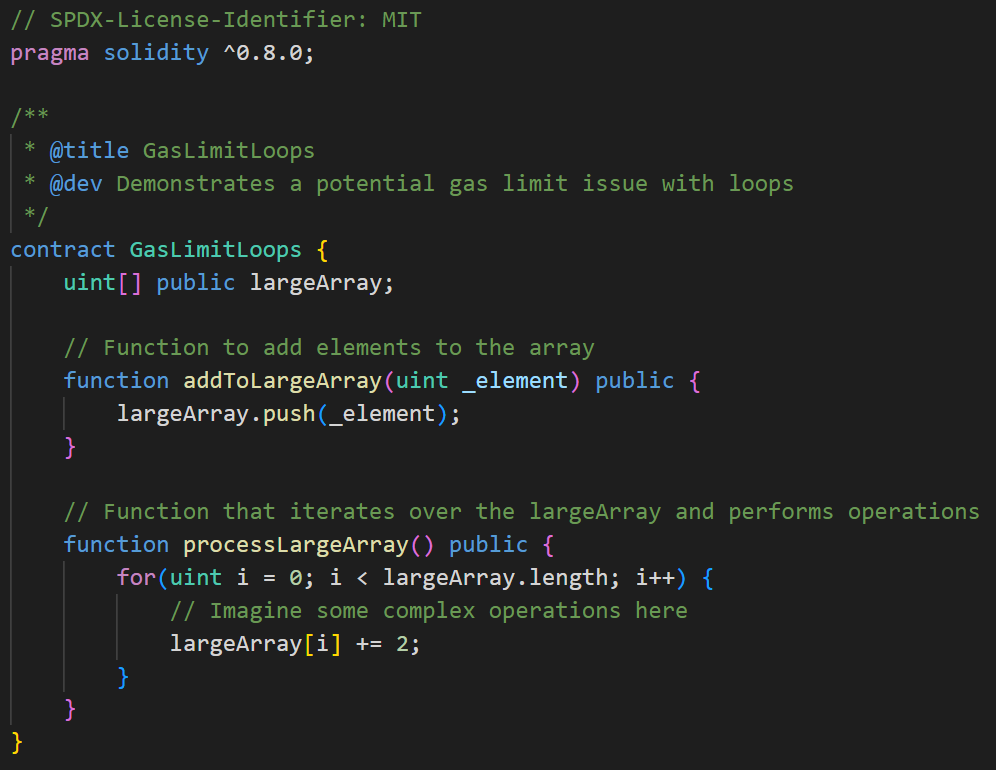 // SPDX-License-Identifier: MIT
pragma solidity ^0.8.0;

/**
 * @title GasLimitLoops
 * @dev Demonstrates a potential gas limit issue with loops
 */
contract GasLimitLoops {
    uint[] public largeArray;

    // Function to add elements to the array
    function addToLargeArray(uint _element) public {
        largeArray.push(_element);
    }

    // Function that iterates over the largeArray and performs operations
    function processLargeArray() public {
        for(uint i = 0; i < largeArray.length; i++) {
            // Imagine some complex operations here
            largeArray[i] += 2;
        }
    }
}